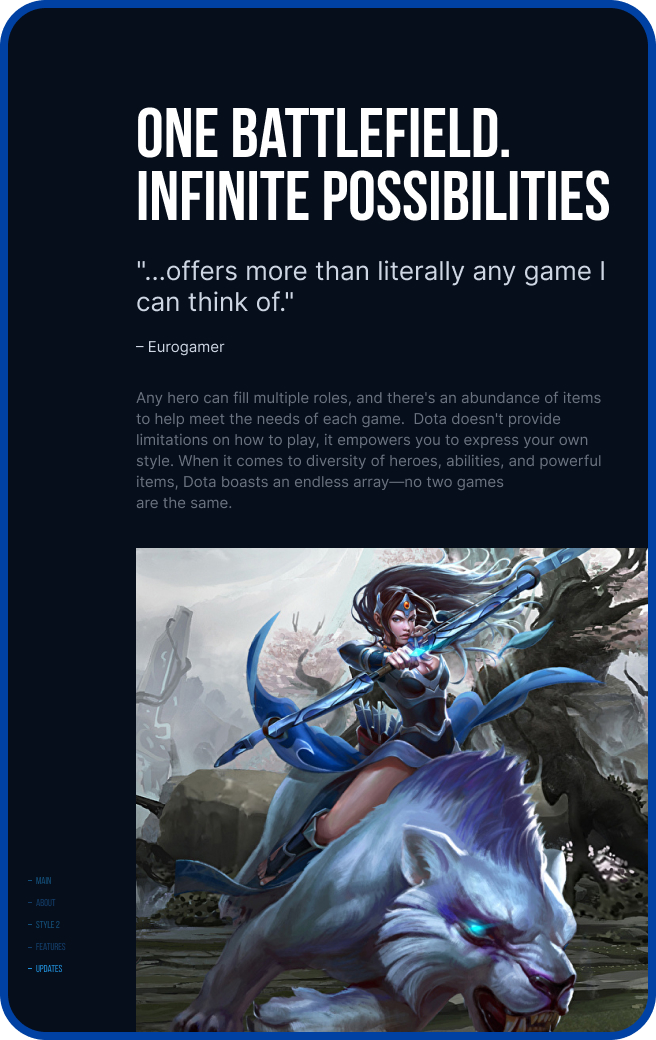 ONE BATTLEFIELD.
INFINITE POSSIBILITIES
"...offers more than literally any game I
can think of."
– Eurogamer
Any hero can fill multiple roles, and there's an abundance of items
to help meet the needs of each game.  Dota doesn't provide
limitations on how to play, it empowers you to express your own
style. When it comes to diversity of heroes, abilities, and powerful
items, Dota boasts an endless array—no two games
are the same.
– MAIN
– ABOUT
– STYLE 2
– FEATURES
– UPDATES